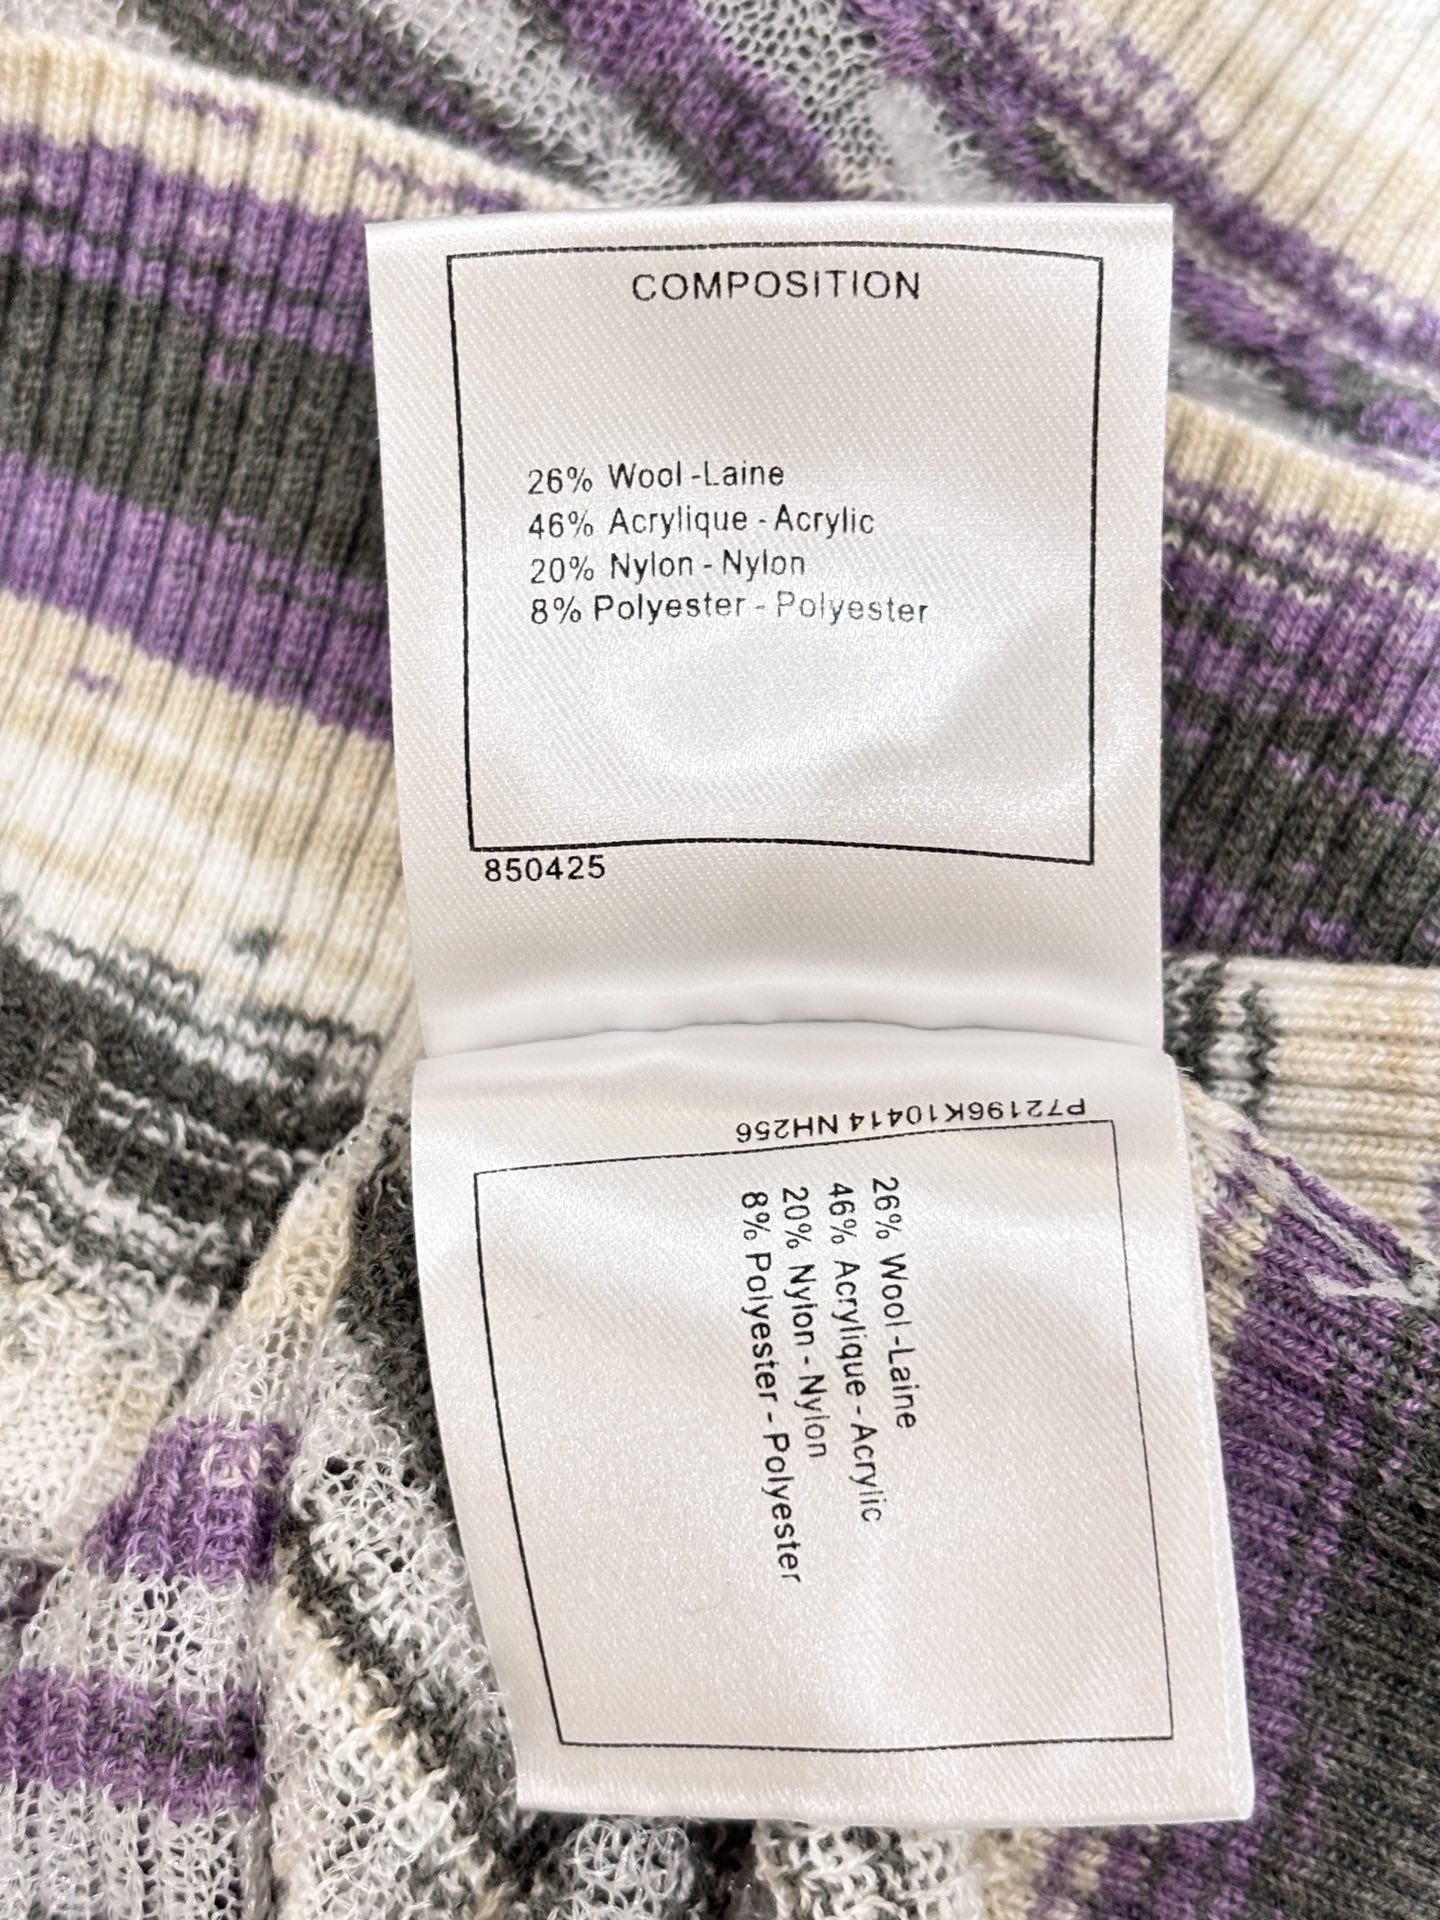 COMPOSITION
26% Wool -Laine
46% Acrylique - Acrylic
20% Nylon - Nylon
8% Polyester - Polyester
850425
P72196K10414 NH256
26% Wool -Laine
46% Acrylique - Acrylic
20% Nylon - Nylon
8% Polyester - Polyester